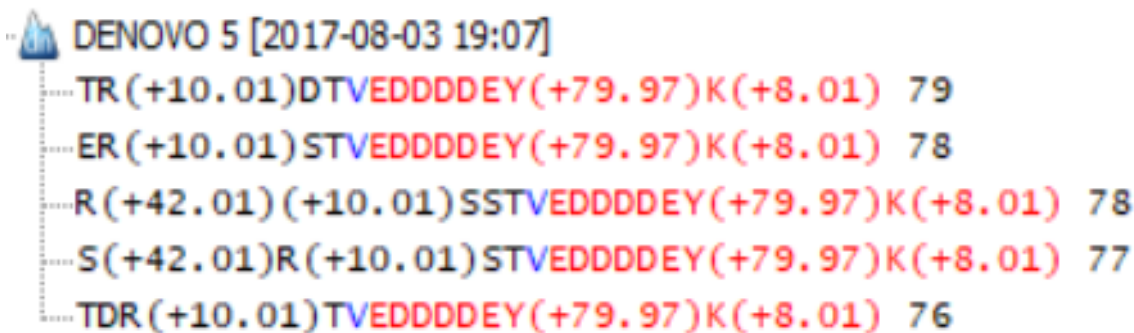 DENOVO 5 [2017-08-03 19:07]
TR(+10.01)DTVEDDDDEY(+79.97)K(+8.01) 79
ER(+10.01)STVEDDDDEY(+79.97)K(+8.01) 78
R(+42.01)(+10.01)SSTVEDDDDEY(+79.97)K(+8.01) 78
S(+42.01)R(+10.01)STVEDDDDEY(+79.97)K(+8.01) 77
TDR(+10.01)TVEDDDDEY(+79.97)K(+8.01) 76